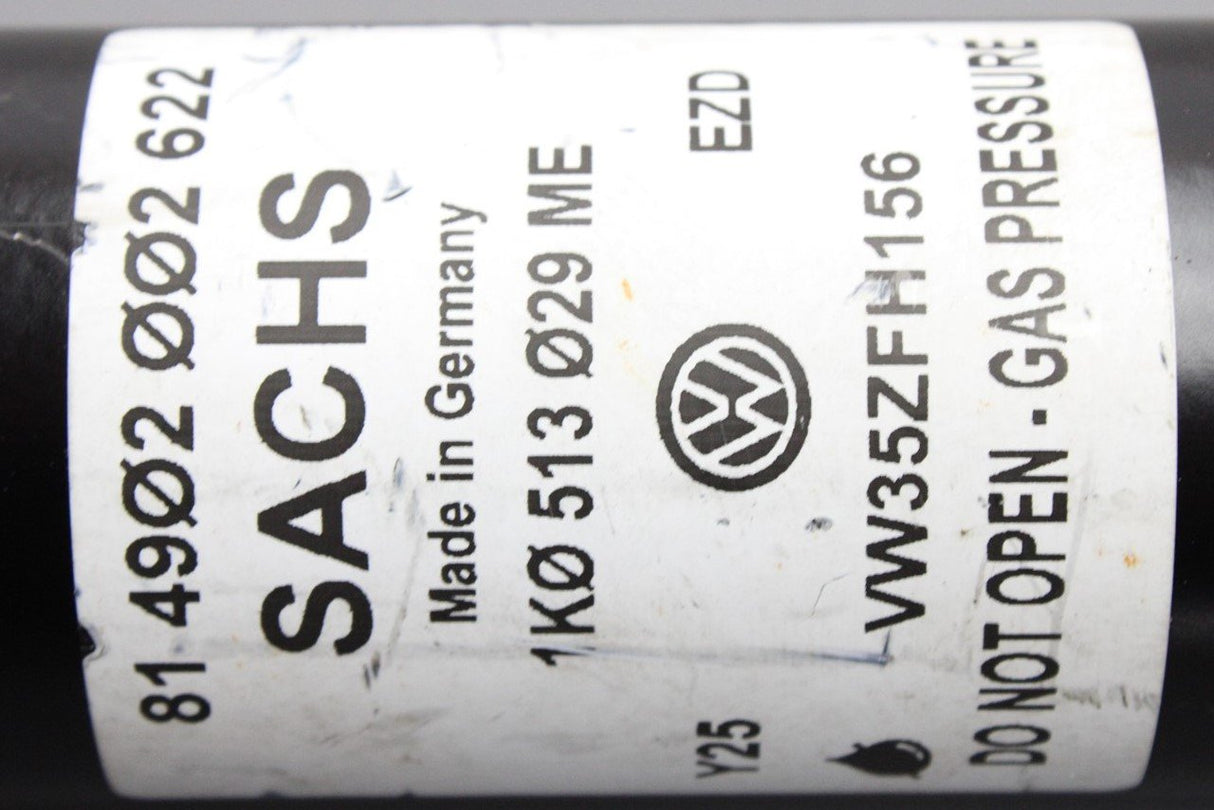 81 49Ø2 ØØ2 622
SACHS
Made in Germany
1KØ 513 Ø29 ME
Y25 EZD
VW35ZFH156
DO NOT OPEN - GAS PRESSURE